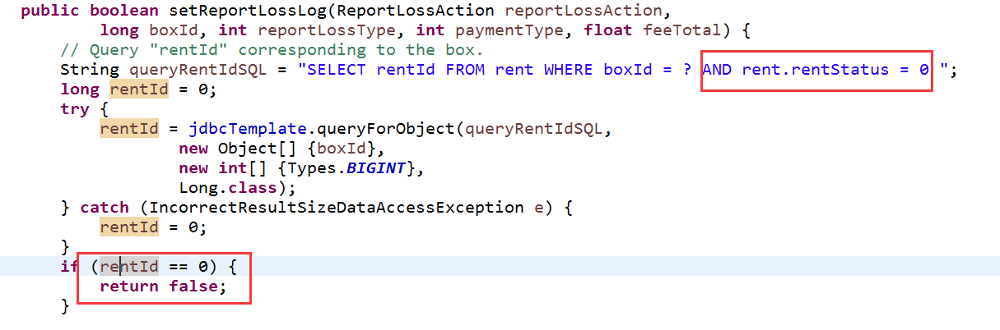 public boolean setReportLossLog(ReportLossAction reportLossAction,
long boxId, int reportLossType, int paymentType, float feeTotal) {
// Query "rentId" corresponding to the box.
String queryRentIdSQL = "SELECT rentId FROM rent WHERE boxId = ? AND rent.rentStatus = 0 ";
long rentId = 0;
try {
rentId = jdbcTemplate.queryForObject(queryRentIdSQL,
new Object[] {boxId},
new int[] {Types.BIGINT},
Long.class);
} catch (IncorrectResultSizeDataAccessException e) {
rentId = 0;
}
if (rentId == 0) {
return false;
}